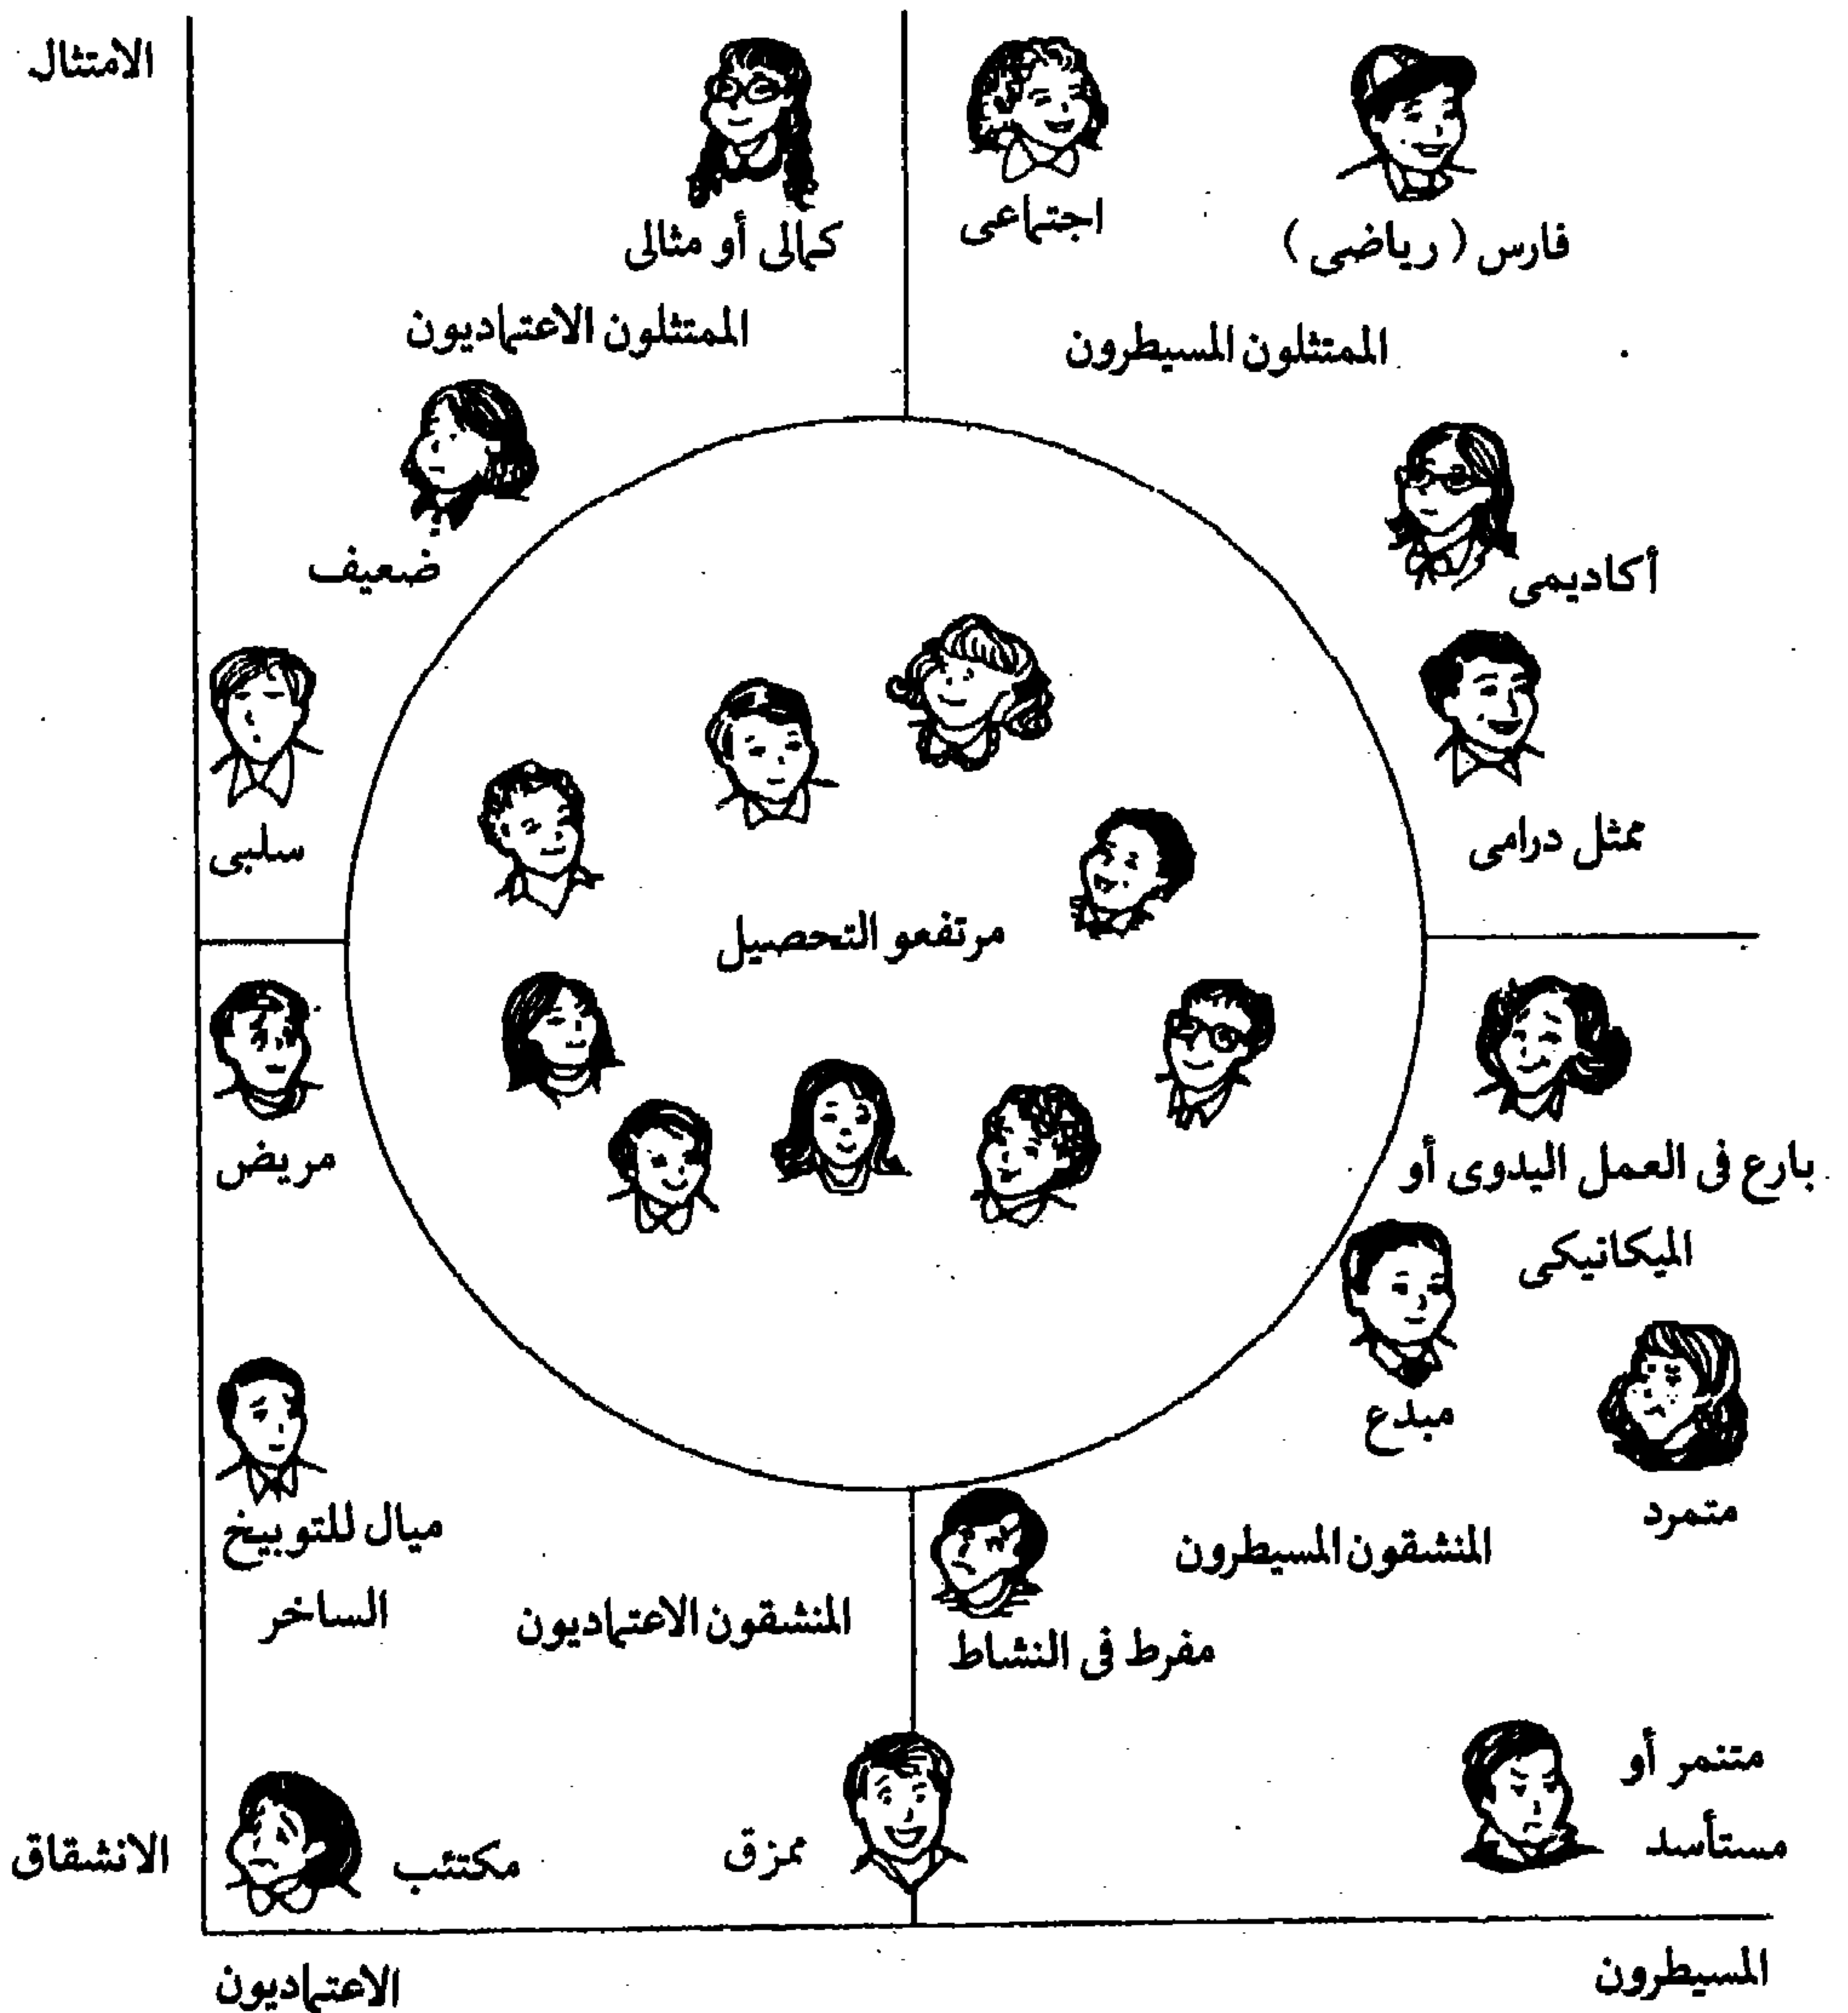 الامتثال
فارس ( رياضى )
اجتماعى
كمالى أو مثالى
الممتثلون المسيطرون
الممتثلون الاعتماديون
أكاديمى
ضعيف
ممثل درامى
سلبى
مرتفعو التحصيل
بارع فى العمل اليدوى أو
الميكانيكى
مريض
مبدع
متمرد
المنشقون المسيطرون
ميال للتوبيخ
الساخر
المنشقون الاعتماديون
مفرط فى النشاط
متنمر أو
مستأسد
ممزق
مكتئب
الانشقاق
المسيطرون
الاعتماديون